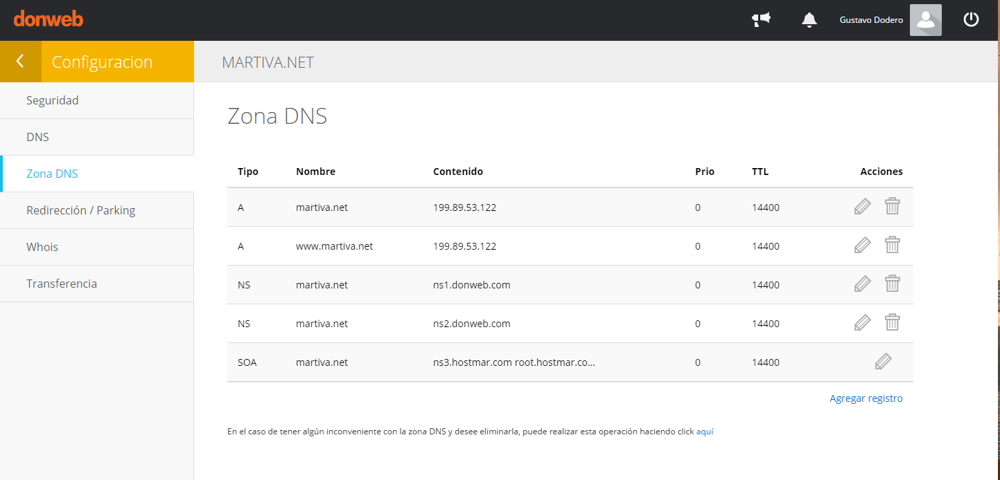 donweb
Gustavo Dodero
Configuracion
MARTIVA.NET
Seguridad
DNS
Zona DNS
Redirección / Parking
Whois
Transferencia
Zona DNS
Tipo Nombre Contenido Prio TTL Acciones
A martiva.net 199.89.53.122 0 14400
A www.martiva.net 199.89.53.122 0 14400
NS martiva.net ns1.donweb.com 0 14400
NS martiva.net ns2.donweb.com 0 14400
SOA martiva.net ns3.hostmar.com root.hostmar.co... 0 14400
Agregar registro
En el caso de tener algún inconveniente con la zona DNS y desee eliminarla, puede realizar esta operación haciendo click aquí